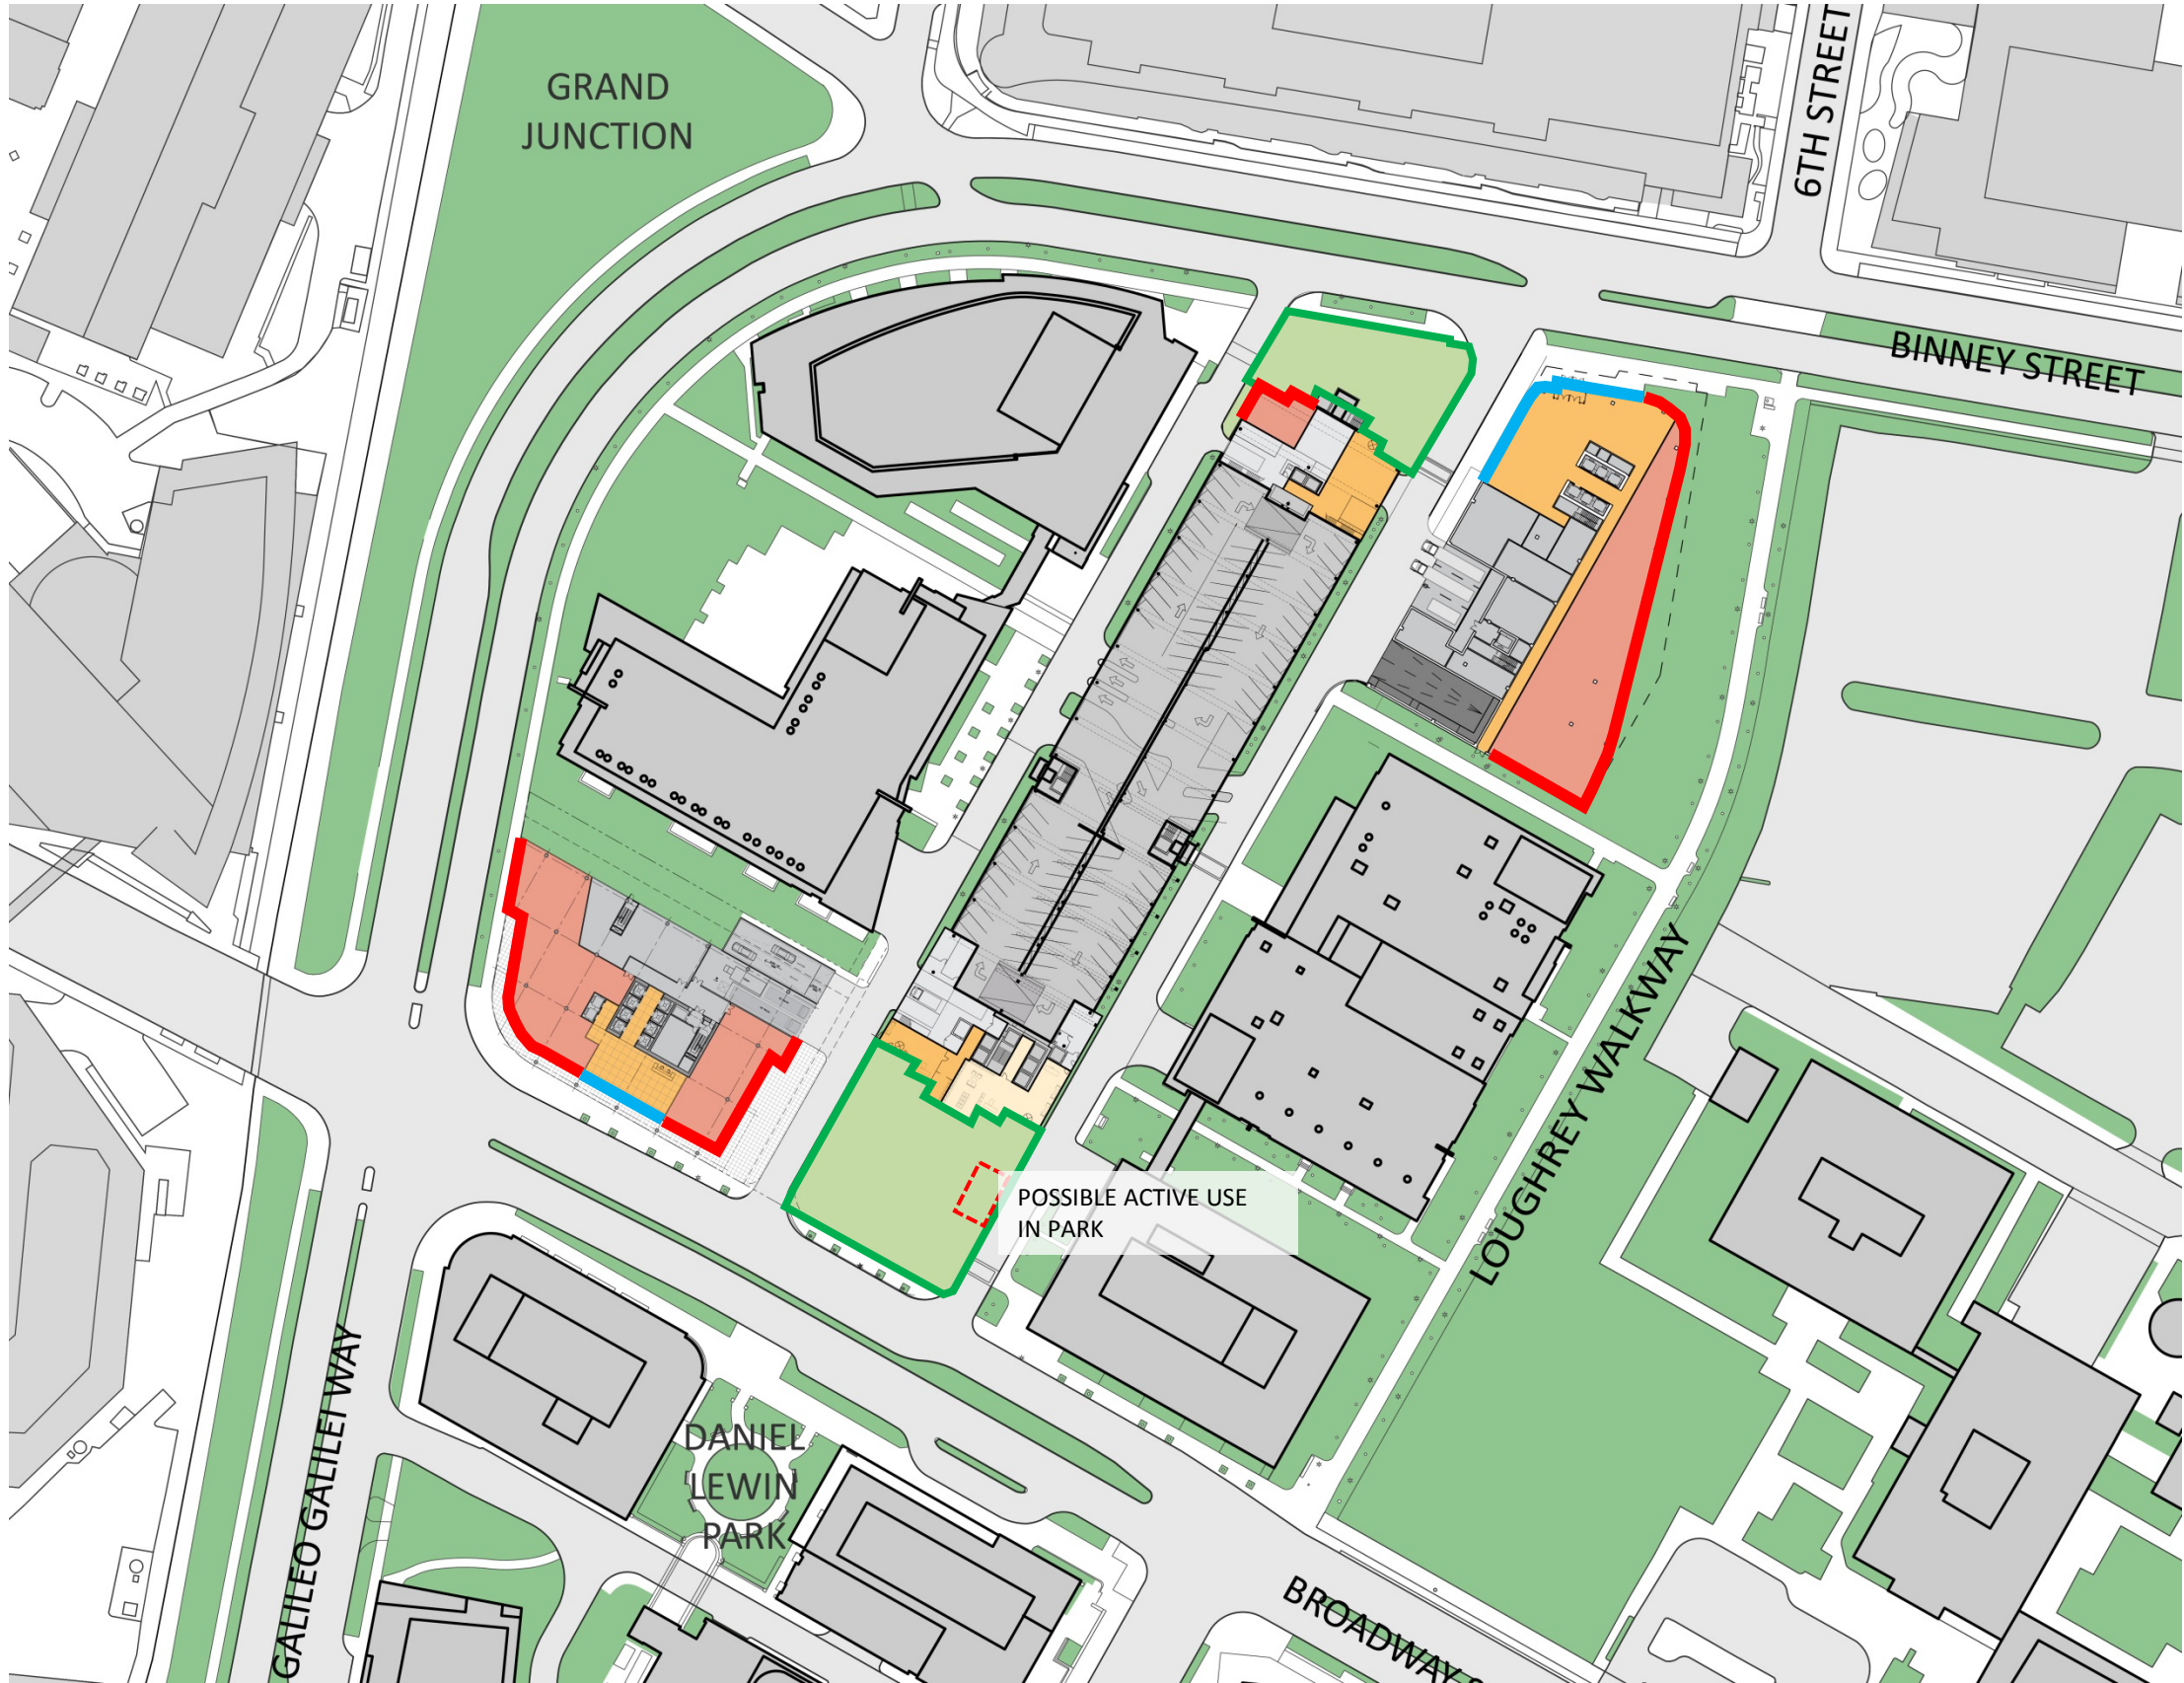 GRAND
JUNCTION
6TH STREET
BINNEY STREET
LOUGHREY WALKWAY
POSSIBLE ACTIVE USE
IN PARK
GALILEO GALILEI WAY
DANIEL
LEWIN
PARK
BROADWAY